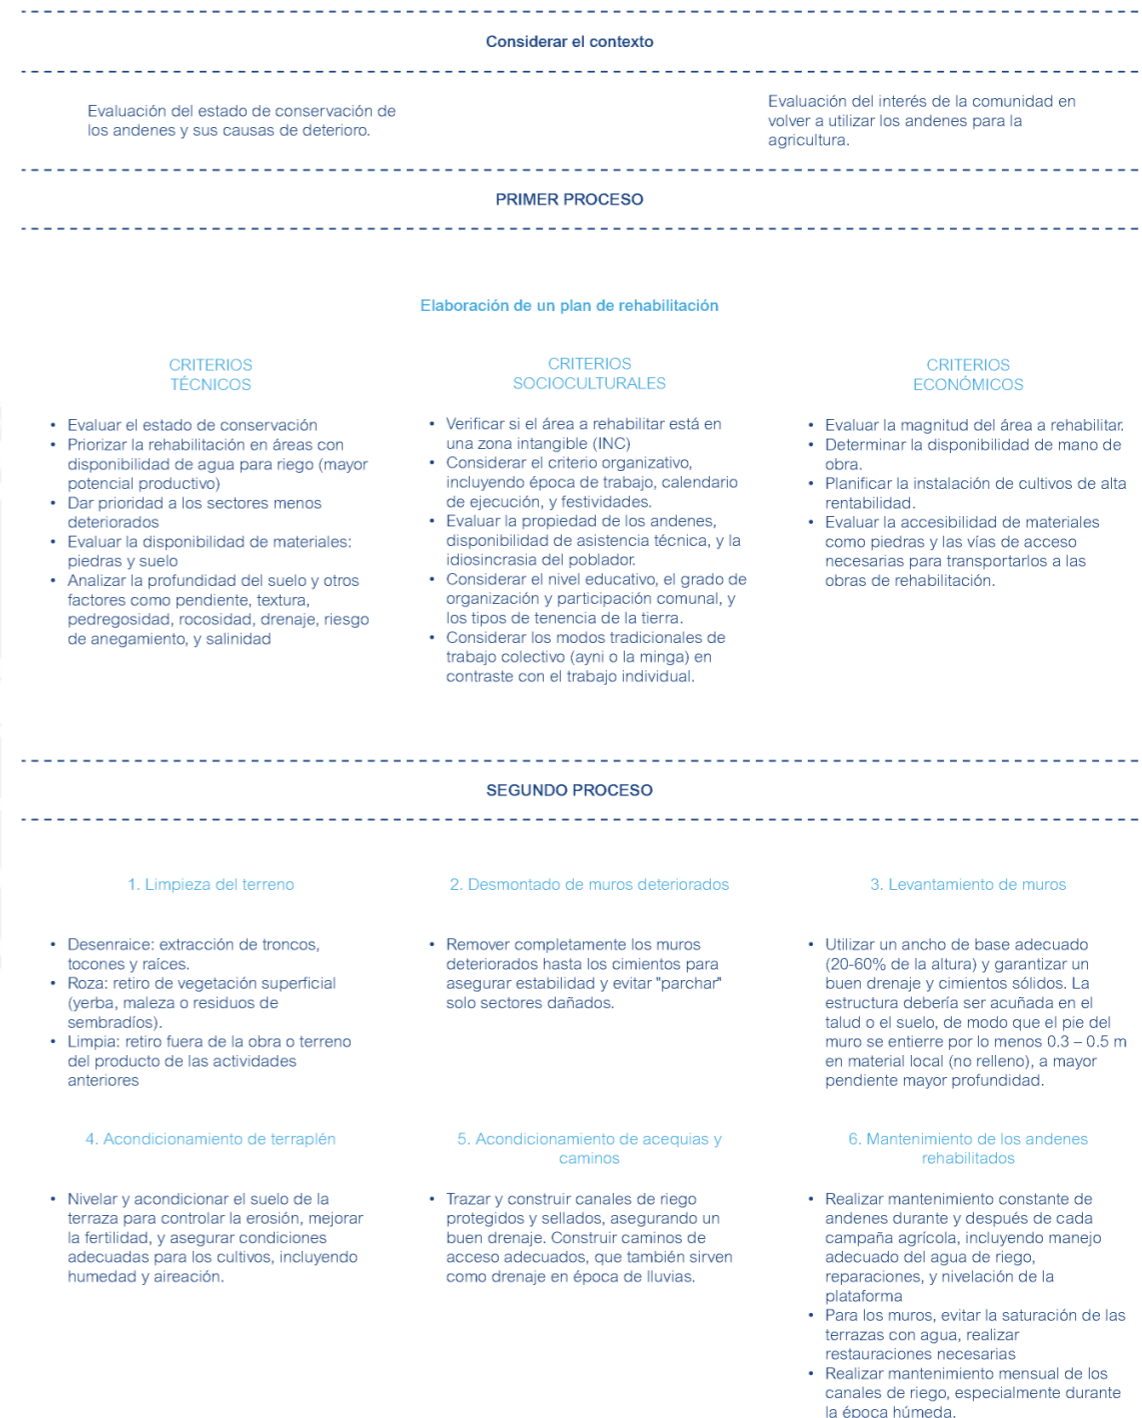 Considerar el contexto
Evaluación del estado de conservación de
los andenes y sus causas de deterioro.
Evaluación del interés de la comunidad en
volver a utilizar los andenes para la
agricultura.
PRIMER PROCESO
Elaboración de un plan de rehabilitación
CRITERIOS
TÉCNICOS
• Evaluar el estado de conservación
• Priorizar la rehabilitación en áreas con
disponibilidad de agua para riego (mayor
potencial productivo)
• Dar prioridad a los sectores menos
deteriorados
• Evaluar la disponibilidad de materiales:
piedras y suelo
• Analizar la profundidad del suelo y otros
factores como pendiente, textura,
pedregosidad, rocosidad, drenaje, riesgo
de anegamiento, y salinidad
CRITERIOS
SOCIOCULTURALES
• Verificar si el área a rehabilitar está en
una zona intangible (INC)
• Considerar el criterio organizativo,
incluyendo época de trabajo, calendario
de ejecución, y festividades.
• Evaluar la propiedad de los andenes,
disponibilidad de asistencia técnica, y la
idiosincrasia del poblador.
• Considerar el nivel educativo, el grado de
organización y participación comunal, y
los tipos de tenencia de la tierra.
• Considerar los modos tradicionales de
trabajo colectivo (ayni o la minga) en
contraste con el trabajo individual.
CRITERIOS
ECONÓMICOS
• Evaluar la magnitud del área a rehabilitar.
• Determinar la disponibilidad de mano de
obra.
• Planificar la instalación de cultivos de alta
rentabilidad.
• Evaluar la accesibilidad de materiales
como piedras y las vías de acceso
necesarias para transportarlos a las
obras de rehabilitación.
SEGUNDO PROCESO
1. Limpieza del terreno
• Desenraice: extracción de troncos,
tocones y raíces.
• Roza: retiro de vegetación superficial
(yerba, maleza o residuos de
sembradíos).
• Limpia: retiro fuera de la obra o terreno
del producto de las actividades
anteriores
2. Desmontado de muros deteriorados
• Remover completamente los muros
deteriorados hasta los cimientos para
asegurar estabilidad y evitar "parchar"
solo sectores dañados.
3. Levantamiento de muros
• Utilizar un ancho de base adecuado
(20-60% de la altura) y garantizar un
buen drenaje y cimientos sólidos. La
estructura debería ser acuñada en el
talud o el suelo, de modo que el pie del
muro se entierre por lo menos 0.3 – 0.5 m
en material local (no relleno), a mayor
pendiente mayor profundidad.
4. Acondicionamiento de terraplén
• Nivelar y acondicionar el suelo de la
terraza para controlar la erosión, mejorar
la fertilidad, y asegurar condiciones
adecuadas para los cultivos, incluyendo
humedad y aireación.
5. Acondicionamiento de acequias y
caminos
• Trazar y construir canales de riego
protegidos y sellados, asegurando un
buen drenaje. Construir caminos de
acceso adecuados, que también sirven
como drenaje en época de lluvias.
6. Mantenimiento de los andenes
rehabilitados
• Realizar mantenimiento constante de
andenes durante y después de cada
campaña agrícola, incluyendo manejo
adecuado del agua de riego,
reparaciones, y nivelación de la
plataforma
• Para los muros, evitar la saturación de las
terrazas con agua, realizar
restauraciones necesarias
• Realizar mantenimiento mensual de los
canales de riego, especialmente durante
la época húmeda.